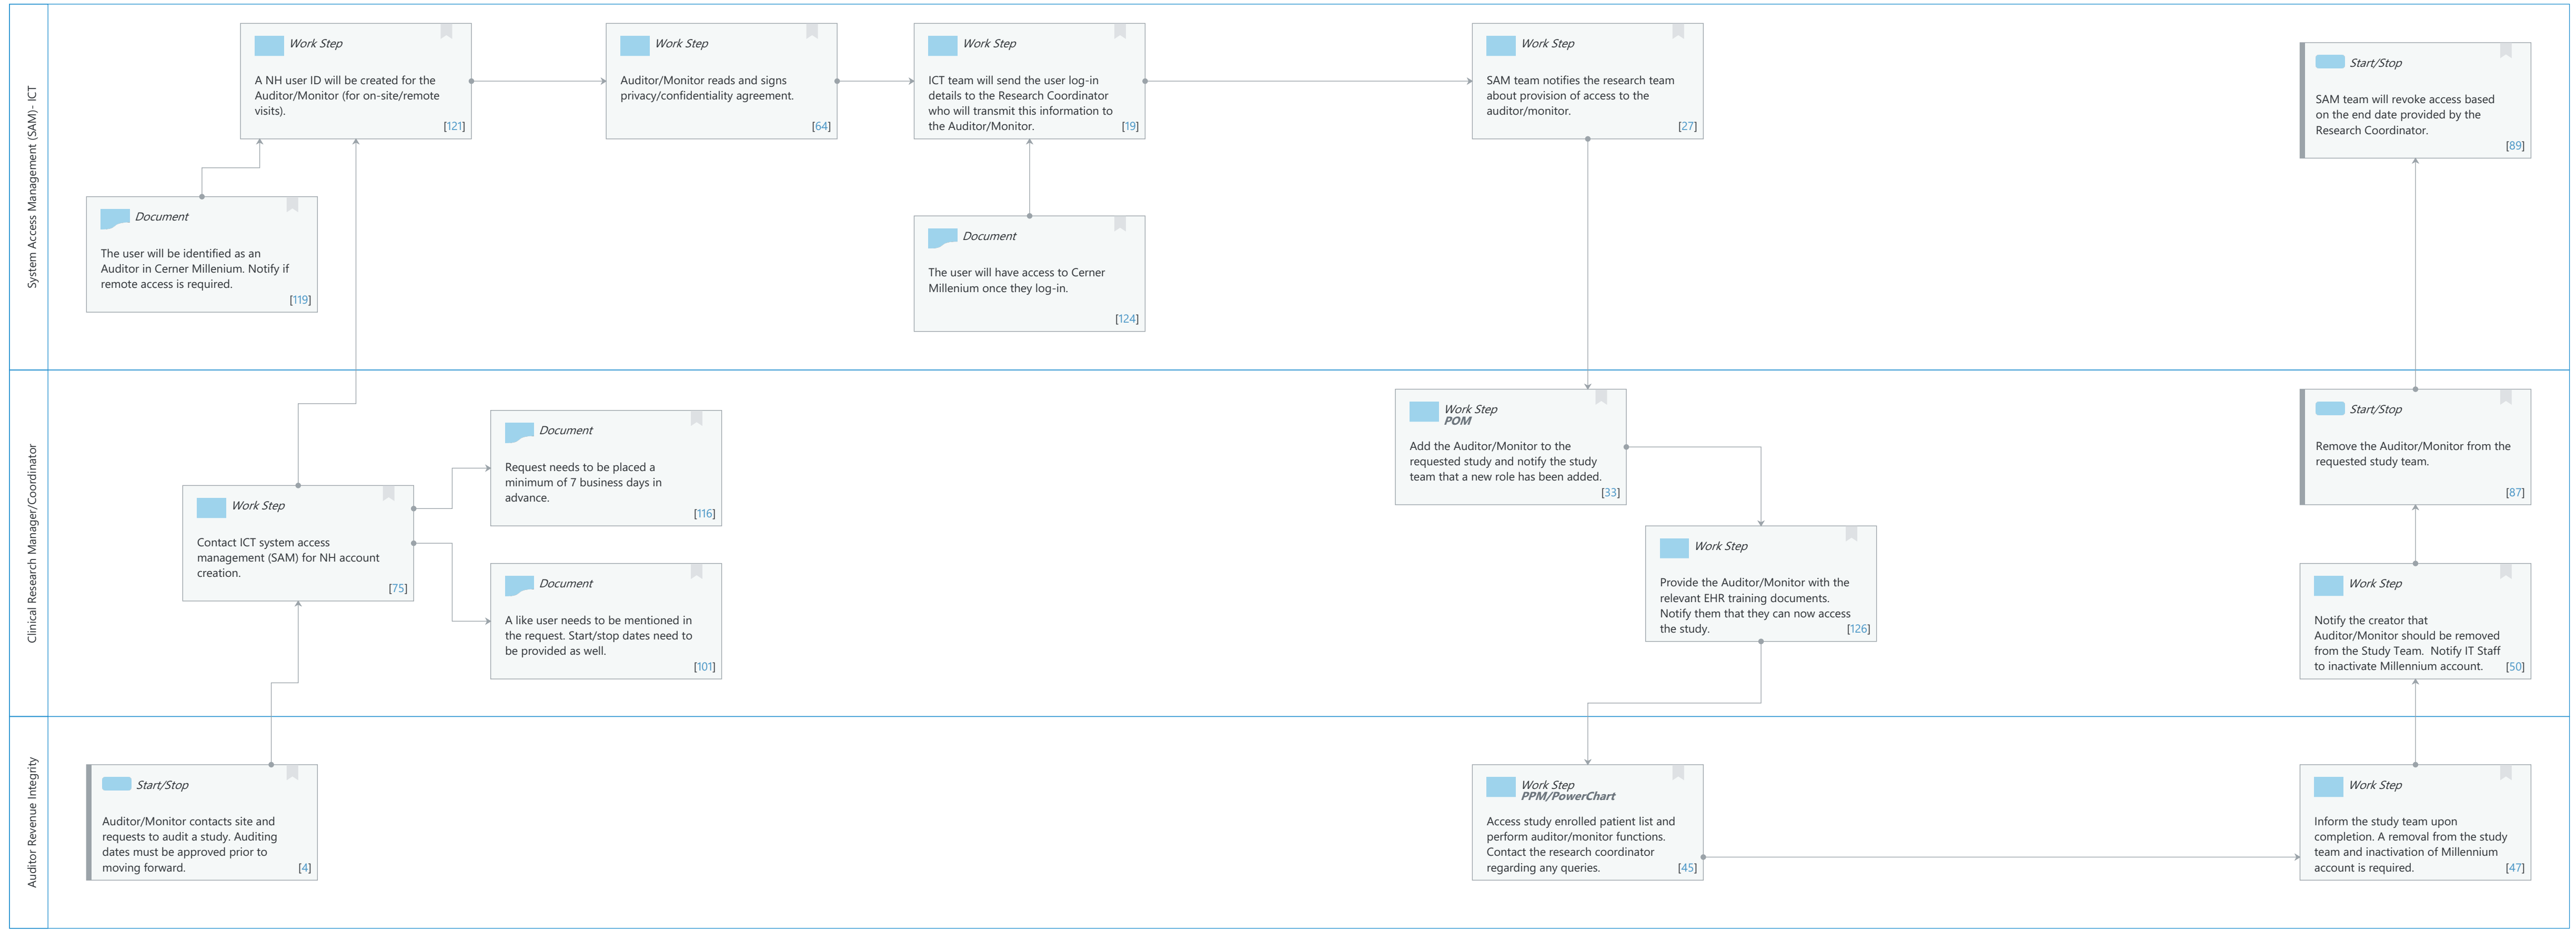 System Access Management (SAM)- ICT
Work Step
A NH user ID will be created for the
Auditor/Monitor (for on-site/remote
visits).
[121]
Work Step
Auditor/Monitor reads and signs
privacy/confidentiality agreement.
[64]
Work Step
ICT team will send the user log-in
details to the Research Coordinator
who will transmit this information to
the Auditor/Monitor.
[19]
Work Step
SAM team notifies the research team
about provision of access to the
auditor/monitor.
[27]
Start/Stop
SAM team will revoke access based
on the end date provided by the
Research Coordinator.
[89]
Document
The user will be identified as an
Auditor in Cerner Millenium. Notify if
remote access is required.
[119]
Document
The user will have access to Cerner
Millenium once they log-in.
[124]
Clinical Research Manager/Coordinator
Work Step
Contact ICT system access
management (SAM) for NH account
creation.
[75]
Document
Request needs to be placed a
minimum of 7 business days in
advance.
[116]
Document
A like user needs to be mentioned in
the request. Start/stop dates need to
be provided as well.
[101]
Work Step
POM
Add the Auditor/Monitor to the
requested study and notify the study
team that a new role has been added.
[33]
Work Step
Provide the Auditor/Monitor with the
relevant EHR training documents.
Notify them that they can now access
the study.
[126]
Start/Stop
Remove the Auditor/Monitor from the
requested study team.
[87]
Work Step
Notify the creator that
Auditor/Monitor should be removed
from the Study Team.  Notify IT Staff
to inactivate Millennium account.
[50]
Auditor Revenue Integrity
Start/Stop
Auditor/Monitor contacts site and
requests to audit a study. Auditing
dates must be approved prior to
moving forward.
[4]
Work Step
PPM/PowerChart
Access study enrolled patient list and
perform auditor/monitor functions.
Contact the research coordinator
regarding any queries.
[45]
Work Step
Inform the study team upon
completion. A removal from the study
team and inactivation of Millennium
account is required.
[47]